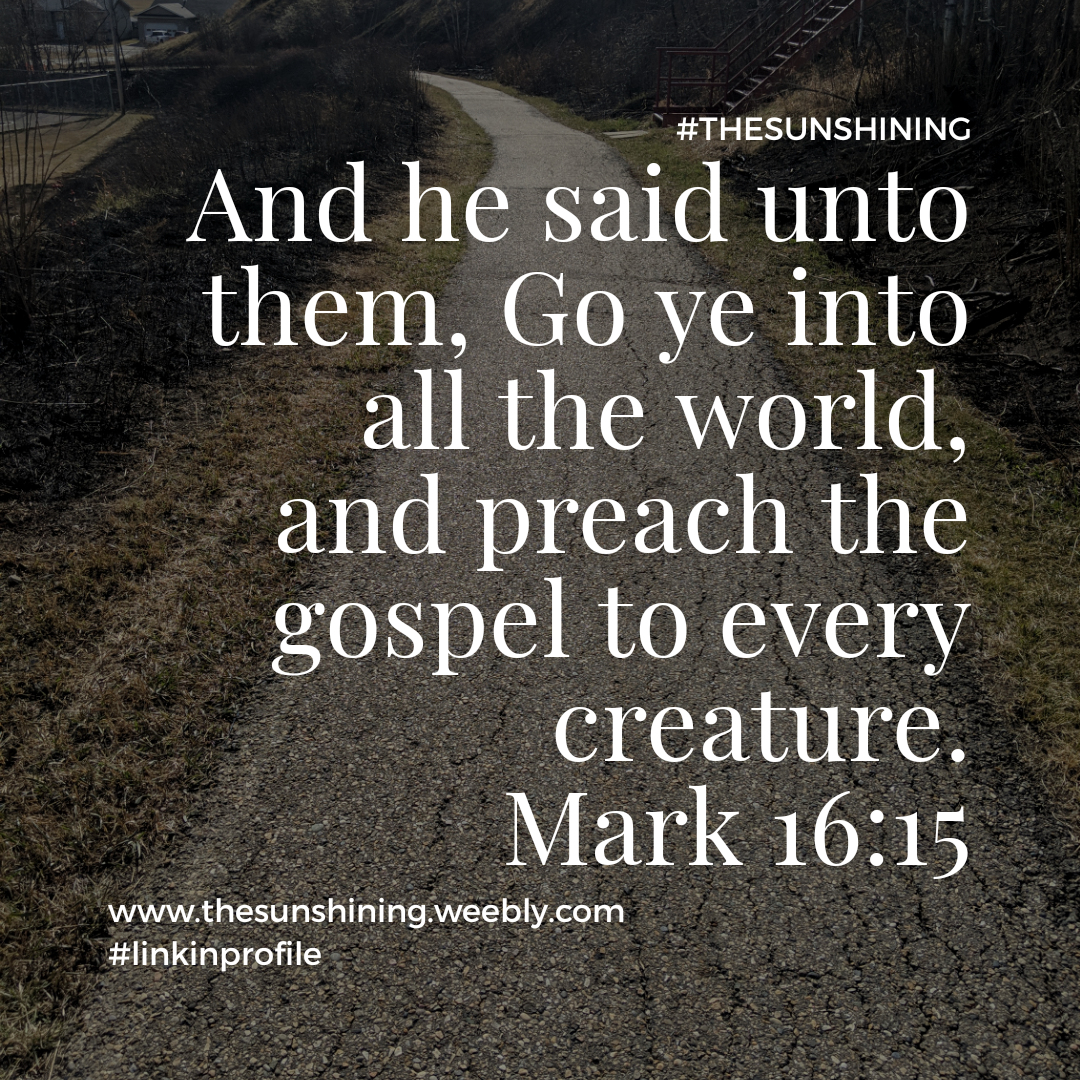 #THESUNSHINING
And he said unto
them, Go ye into
all the world,
and preach the
gospel to every
creature.
Mark 16:15
www.thesunshining.weebly.com
#linkinprofile